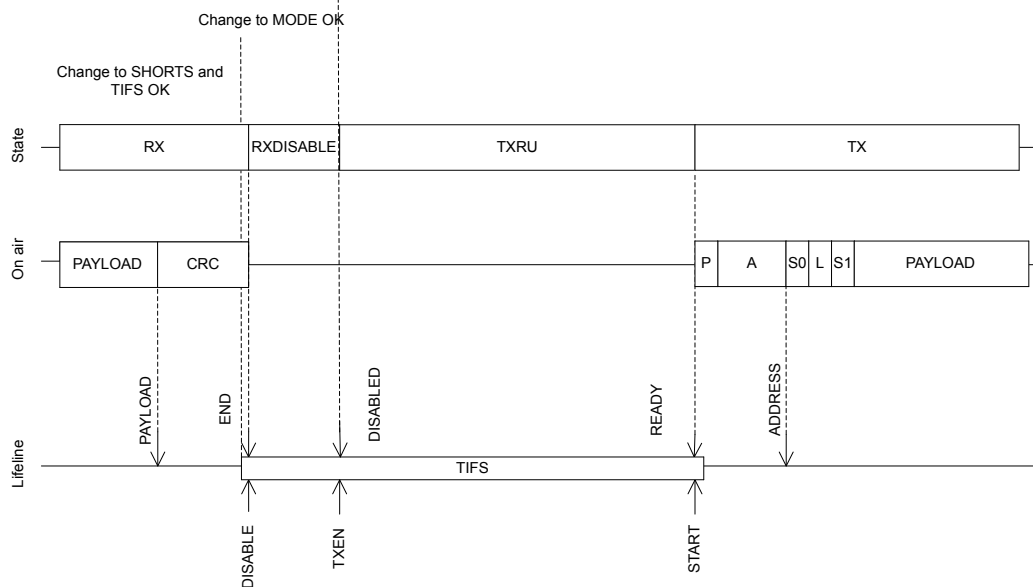 Change to MODE OK
Change to SHORTS and
TIFS OK
State
RX
RXDISABLE
TXRU
TX
On air
PAYLOAD
CRC
P
A
S0
L
S1
PAYLOAD
PAYLOAD
END
DISABLED
READY
ADDRESS
Lifeline
TIFS
DISABLE
TXEN
START